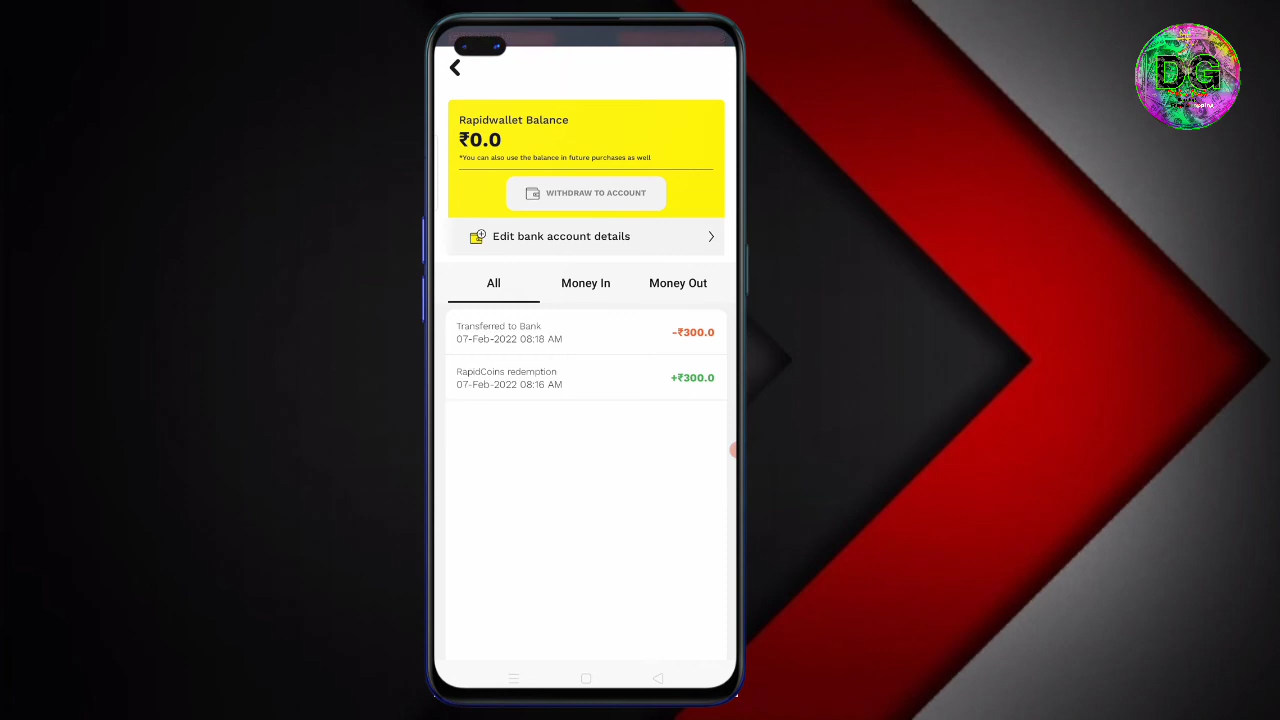 DG
Rapidwallet Balance
₹0.0
*You can also use the balance in future purchases as well
WITHDRAW TO ACCOUNT
Edit bank account details
All Money In Money Out
Transferred to Bank
07-Feb-2022 08:18 AM -₹300.0
RapidCoins redemption
07-Feb-2022 08:16 AM +₹300.0